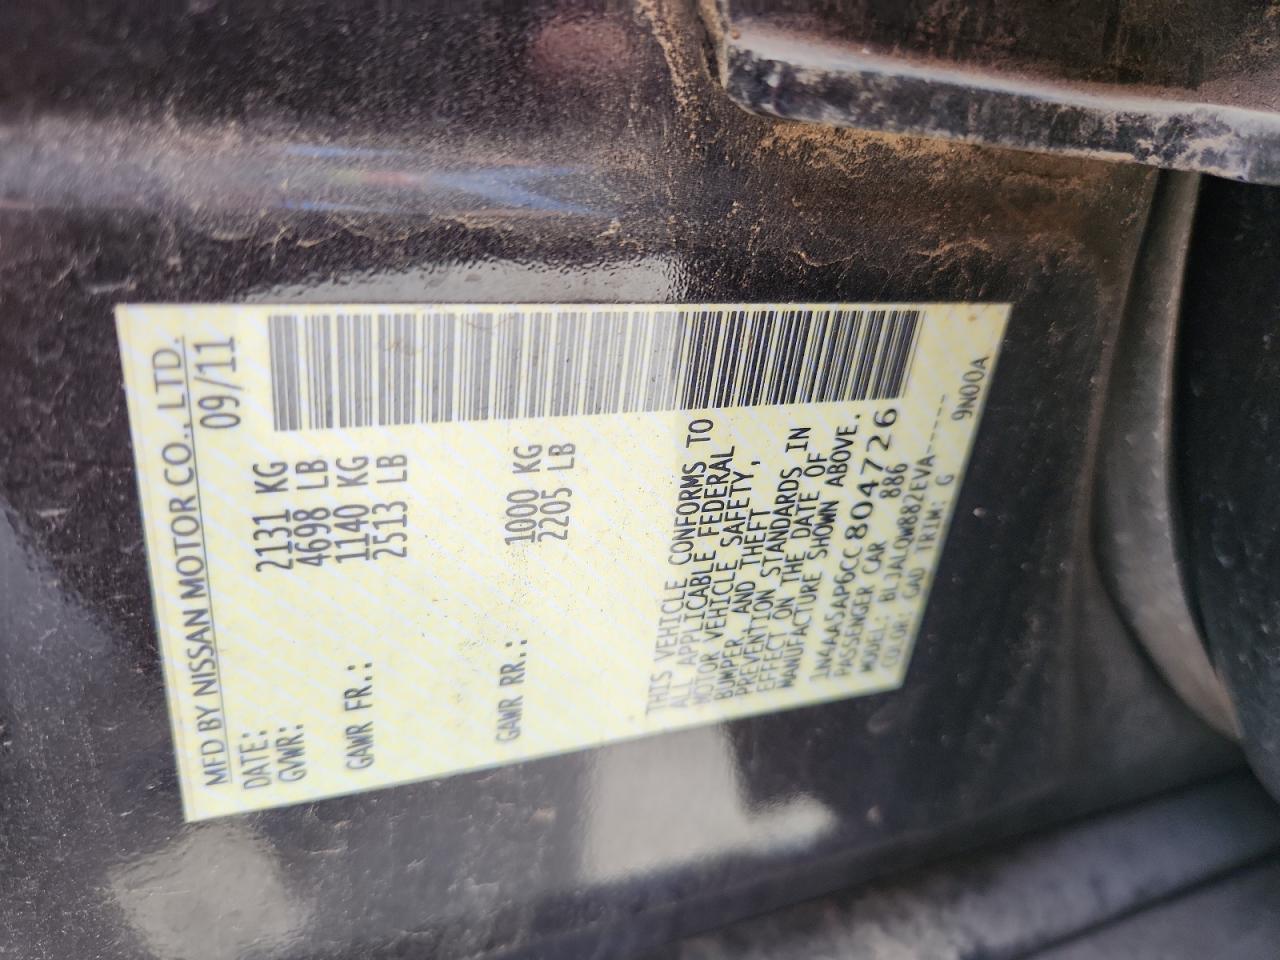 MFD BY NISSAN MOTOR CO., LTD.
DATE: 09/11
GVWR: 2131 KG
4698 LB
GAWR FR.: 1140 KG
2513 LB
GAWR RR.: 1000 KG
2205 LB
THIS VEHICLE CONFORMS TO
ALL APPLICABLE FEDERAL
MOTOR VEHICLE SAFETY,
BUMPER, AND THEFT
PREVENTION STANDARDS IN
EFFECT ON THE DATE OF
MANUFACTURE SHOWN ABOVE.
1N4AA5AP6CC804726
PASSENGER CAR 886
MODEL: BLJALQWB82EVA------
COLOR: GAD TRIM: G 9N00A